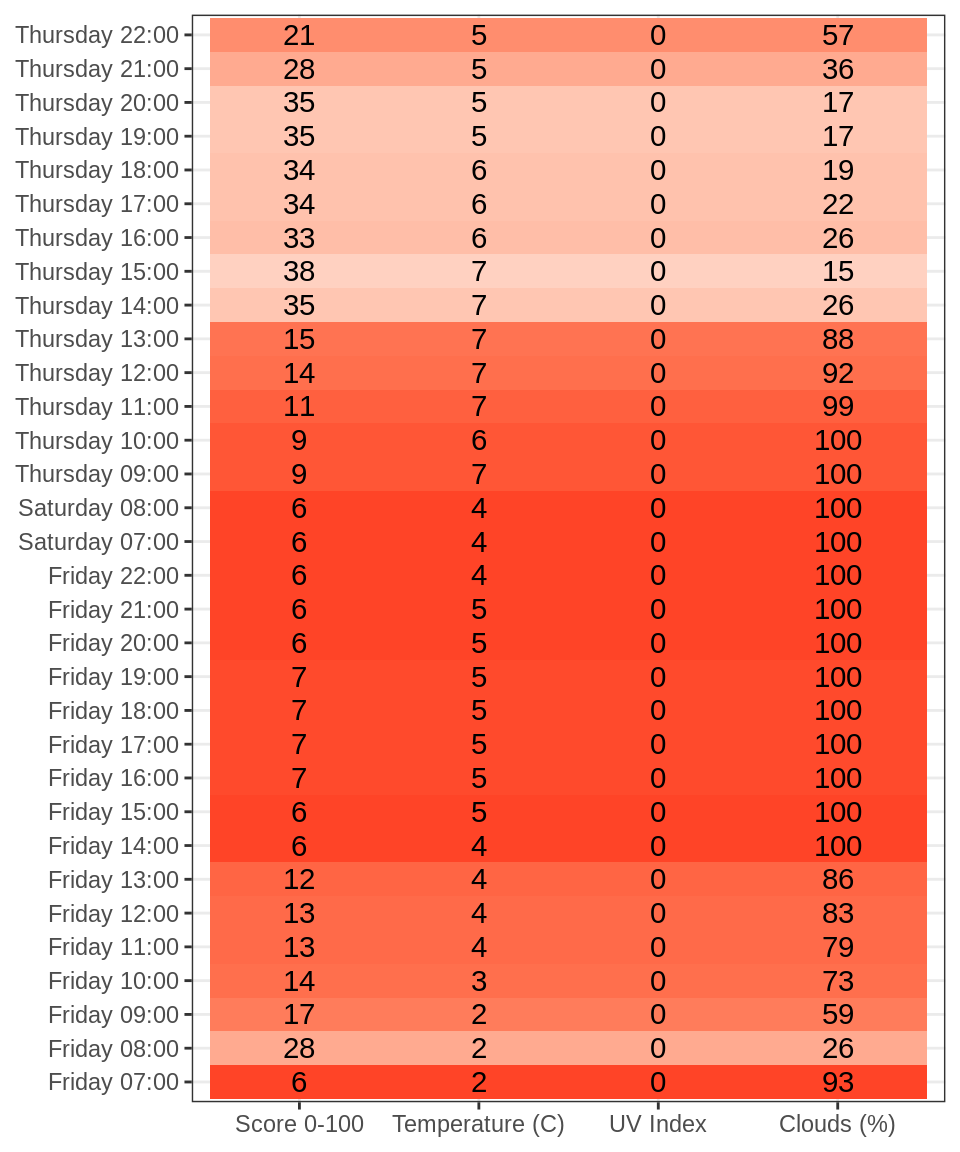 Thursday 22:00 21 5 0 57
Thursday 21:00 28 5 0 36
Thursday 20:00 35 5 0 17
Thursday 19:00 35 5 0 17
Thursday 18:00 34 6 0 19
Thursday 17:00 34 6 0 22
Thursday 16:00 33 6 0 26
Thursday 15:00 38 7 0 15
Thursday 14:00 35 7 0 26
Thursday 13:00 15 7 0 88
Thursday 12:00 14 7 0 92
Thursday 11:00 11 7 0 99
Thursday 10:00 9 6 0 100
Thursday 09:00 9 7 0 100
Saturday 08:00 6 4 0 100
Saturday 07:00 6 4 0 100
Friday 22:00 6 4 0 100
Friday 21:00 6 5 0 100
Friday 20:00 6 5 0 100
Friday 19:00 7 5 0 100
Friday 18:00 7 5 0 100
Friday 17:00 7 5 0 100
Friday 16:00 7 5 0 100
Friday 15:00 6 5 0 100
Friday 14:00 6 4 0 100
Friday 13:00 12 4 0 86
Friday 12:00 13 4 0 83
Friday 11:00 13 4 0 79
Friday 10:00 14 3 0 73
Friday 09:00 17 2 0 59
Friday 08:00 28 2 0 26
Friday 07:00 6 2 0 93
Score 0-100 Temperature (C) UV Index Clouds (%)